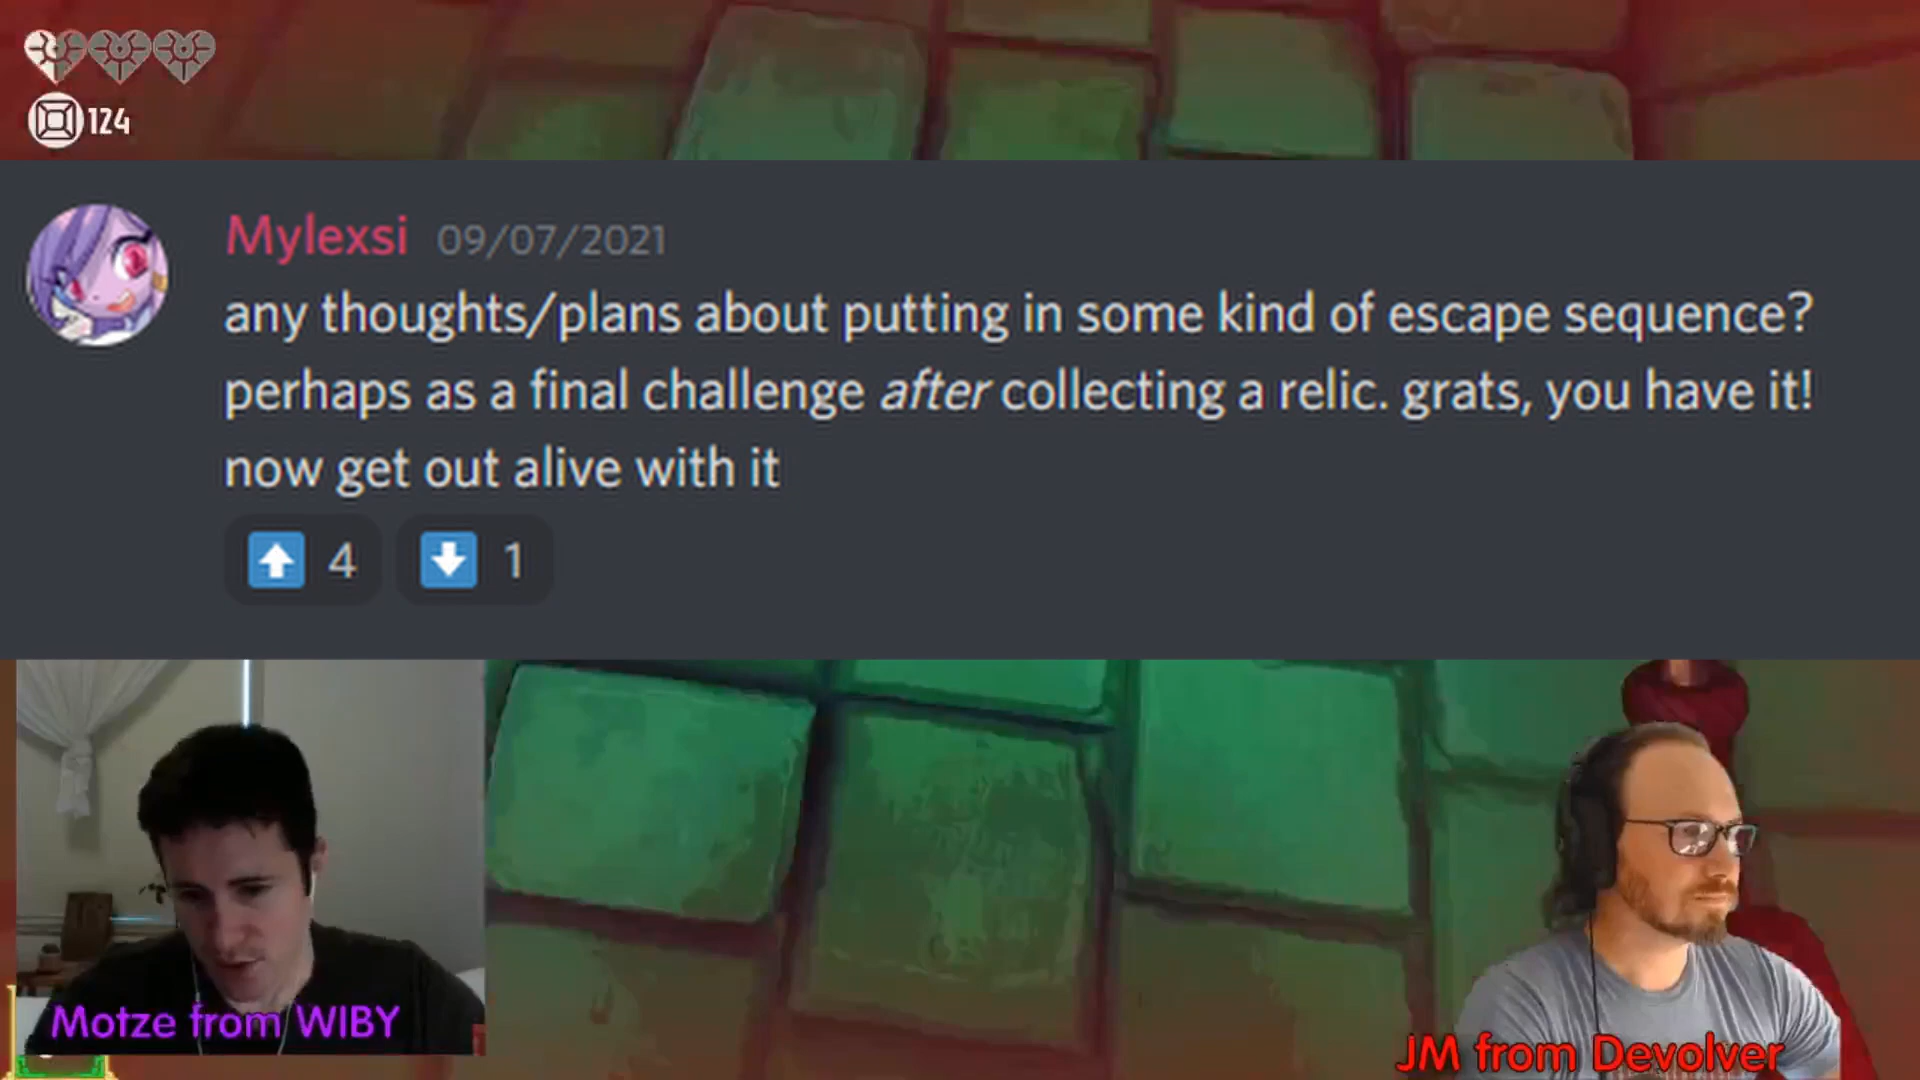 124
Mylexsi 09/07/2021
any thoughts/plans about putting in some kind of escape sequence?
perhaps as a final challenge after collecting a relic. grats, you have it!
now get out alive with it
4 1
Motze from WIBY
JM from Devolver